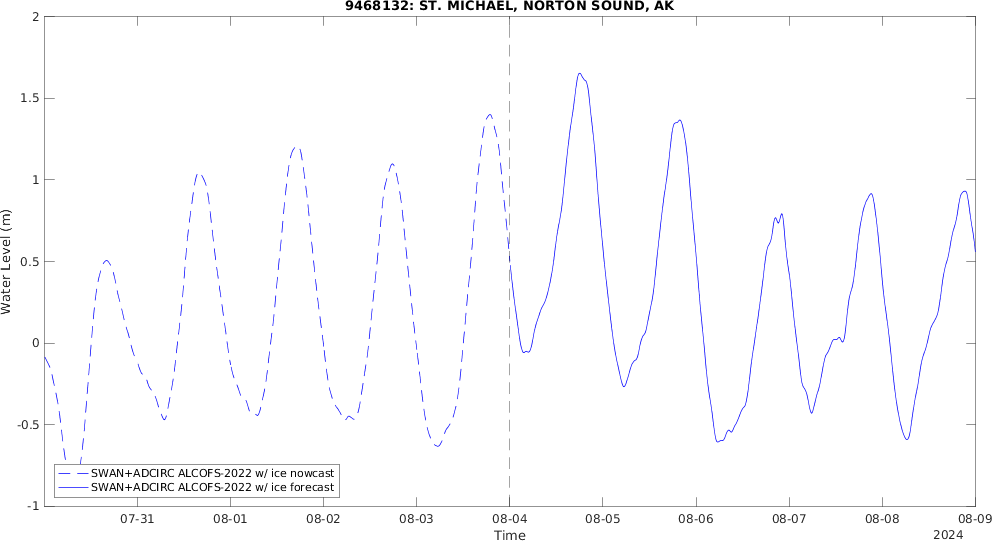 9468132: ST. MICHAEL, NORTON SOUND, AK
2
1.5
1
0.5
0
-0.5
-1
Water Level (m)
SWAN+ADCIRC ALCOFS-2022 w/ ice nowcast
SWAN+ADCIRC ALCOFS-2022 w/ ice forecast
07-31 08-01 08-02 08-03 08-04 08-05 08-06 08-07 08-08 08-09
Time
2024